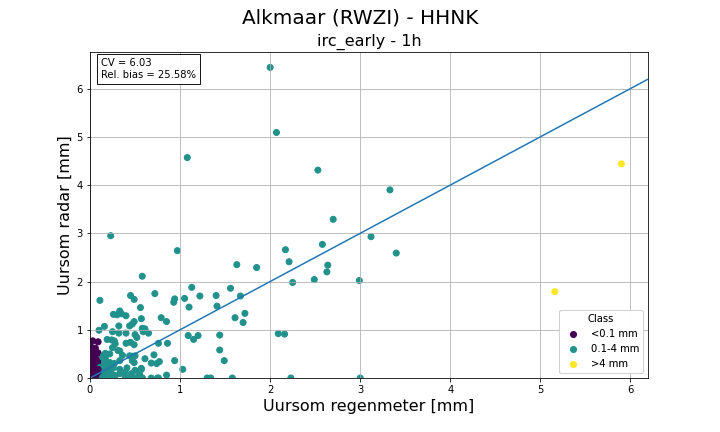 Alkmaar (RWZI) - HHNK
irc_early - 1h
CV = 6.03
Rel. bias = 25.58%
Uursom radar [mm]
6
5
4
3
2
1
0
0
1
2
3
4
5
6
Uursom regenmeter [mm]
Class
<0.1 mm
0.1-4 mm
>4 mm